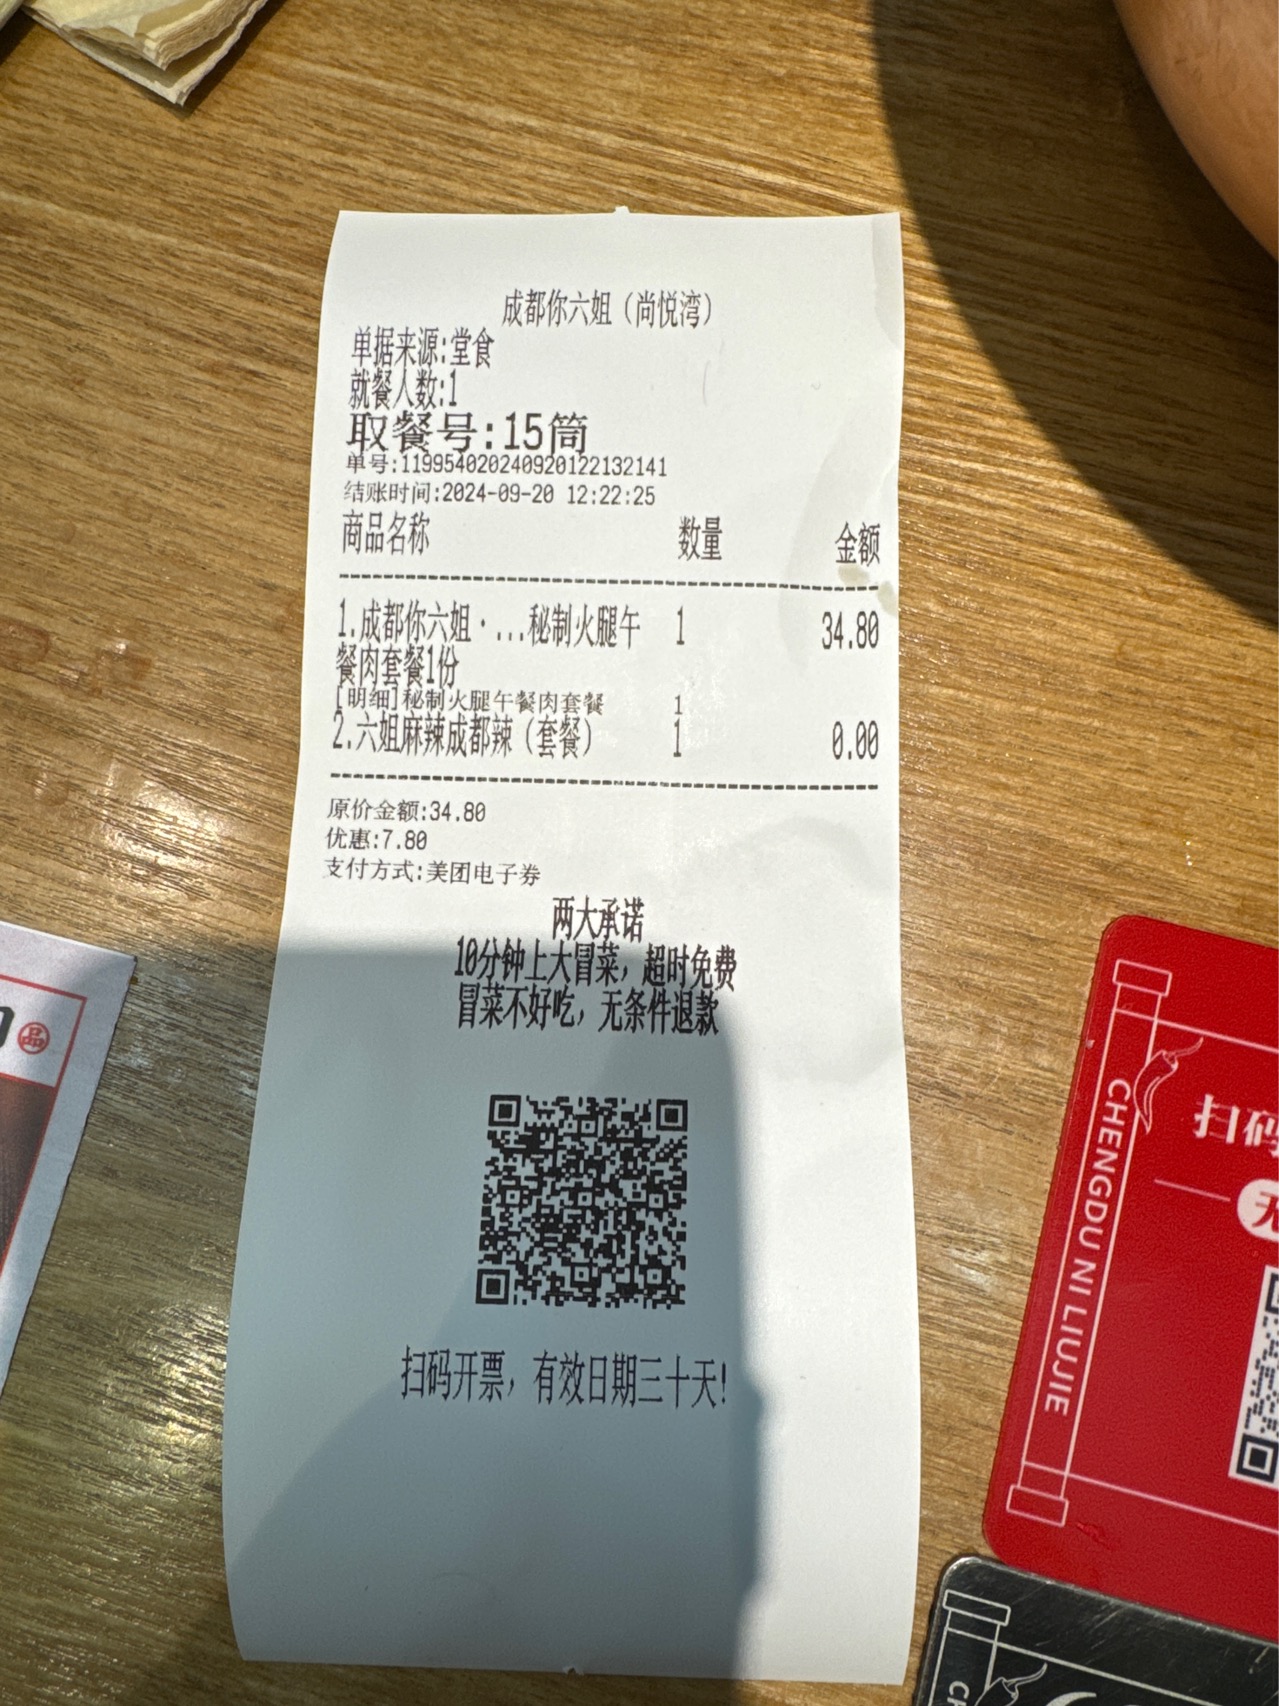 成都你六姐（尚悦湾）
单据来源:堂食
就餐人数:1
取餐号:15筒
单号:11995402024092012213214​1
结账时间:2024-09-20 12:22:25
商品名称 数量 金额
1.成都你六姐·...秘制火腿午 1 34.80
餐肉套餐1份
[明细]秘制火腿午餐肉套餐 1
2.六姐麻辣成都辣（套餐） 1 0.00
原价金额:34.80
优惠:7.80
支付方式:美团电子券
两大承诺
10分钟上大冒菜，超时免费
冒菜不好吃，无条件退款
扫码开票，有效日期三十天!
品
扫码
CHENGDU NI LIUJIE
CH